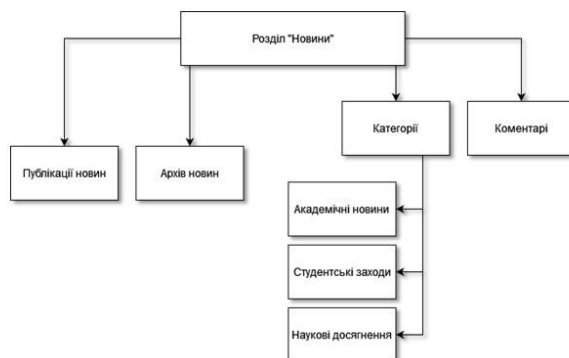 Розділ "Новини"
Категорії
Коментарі
Публікації новин
Архів новин
Академічні новини
Студентські заходи
Наукові досягнення